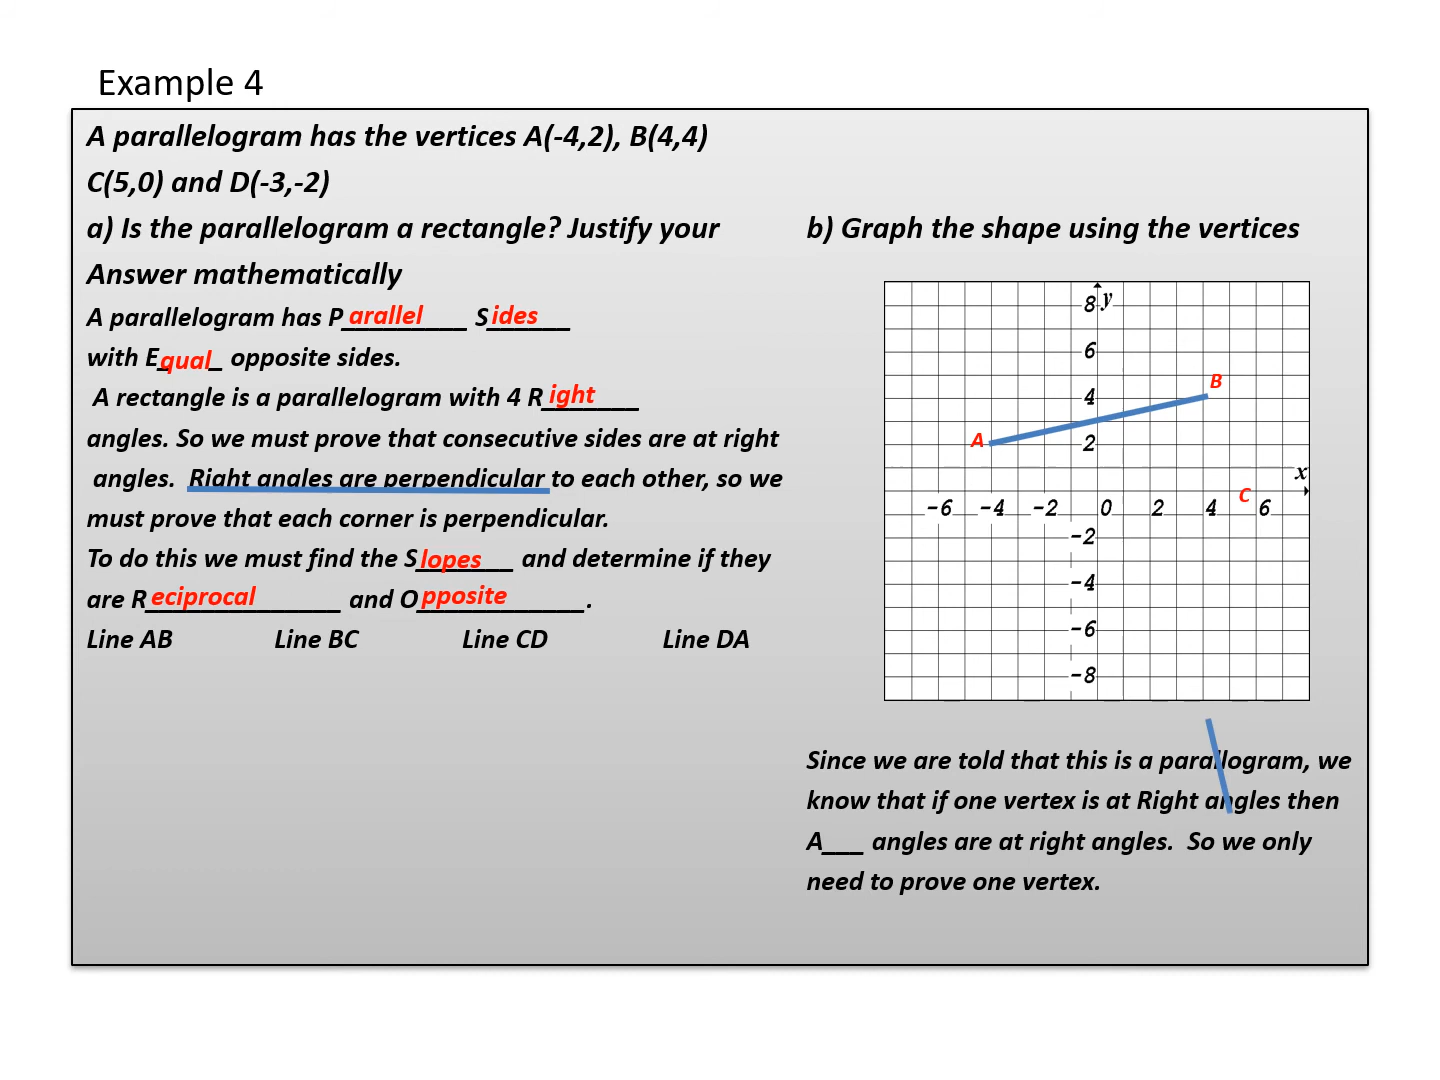 Example 4
A parallelogram has the vertices A(-4,2), B(4,4)
C(5,0) and D(-3,-2)
a) Is the parallelogram a rectangle? Justify your
Answer mathematically
A parallelogram has Parallel Sides
with Equal opposite sides.
A rectangle is a parallelogram with 4 Right
angles. So we must prove that consecutive sides are at right
angles. Right angles are perpendicular to each other, so we
must prove that each corner is perpendicular.
To do this we must find the Slopes and determine if they
are Reciprocal and Opposite.
Line AB Line BC Line CD Line DA
b) Graph the shape using the vertices
8 y
6
B
4
A 2
x
C
-6 -4 -2 0 2 4 6
-2
-4
-6
-8
Since we are told that this is a parallogram, we
know that if one vertex is at Right angles then
A___ angles are at right angles. So we only
need to prove one vertex.